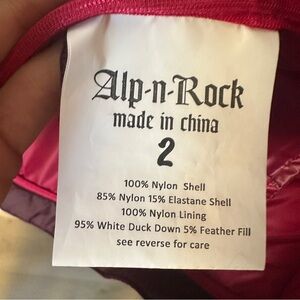 Alp-n-Rock
made in china
2
100% Nylon Shell
85% Nylon 15% Elastane Shell
100% Nylon Lining
95% White Duck Down 5% Feather Fill
see reverse for care